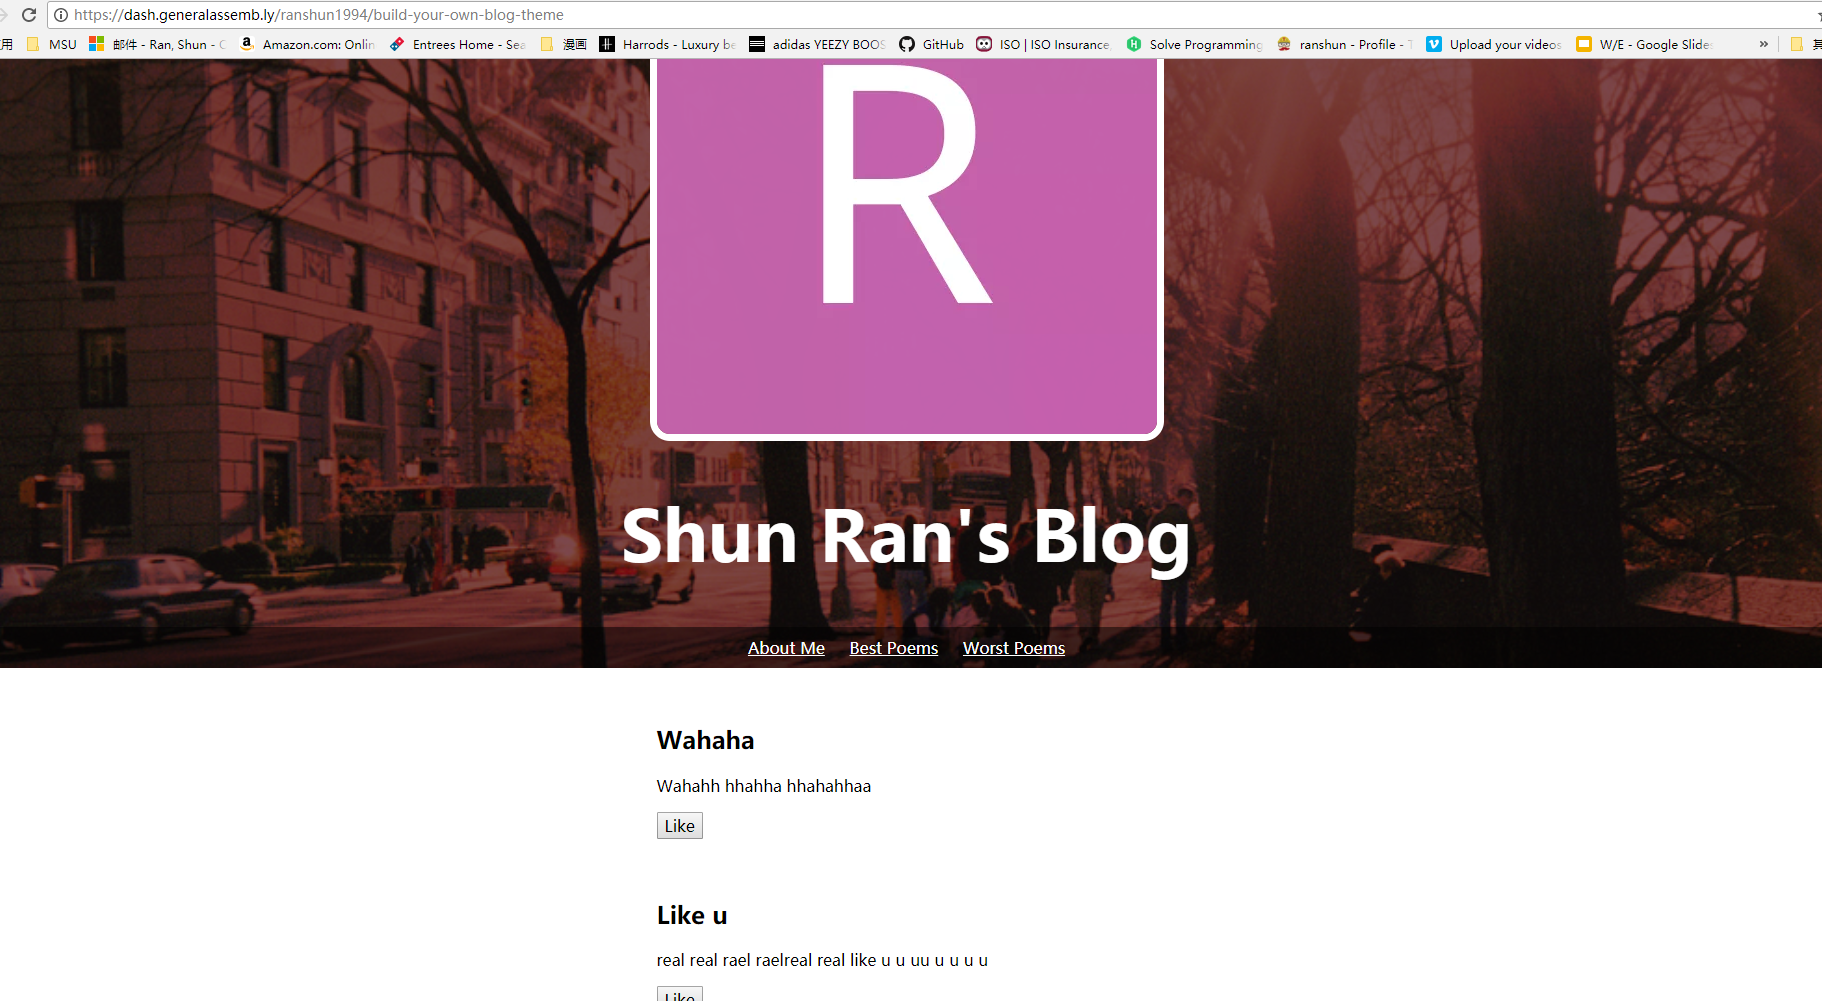 https://dash.generalassemb.ly/ranshun1994/build-your-own-blog-theme
用 MSU 邮件 - Ran, Shun - Amazon.com: Onlin Entrees Home - Sea 漫画 Harrods - Luxury be adidas YEEZY BOOS GitHub ISO | ISO Insurance, Solve Programming ranshun - Profile - Upload your videos W/E - Google Slides »
R
Shun Ran's Blog
About Me Best Poems Worst Poems
Wahaha
Wahahh hhahha hhahahhaa
Like
Like u
real real rael raelreal real like u u uu u u u u
Like